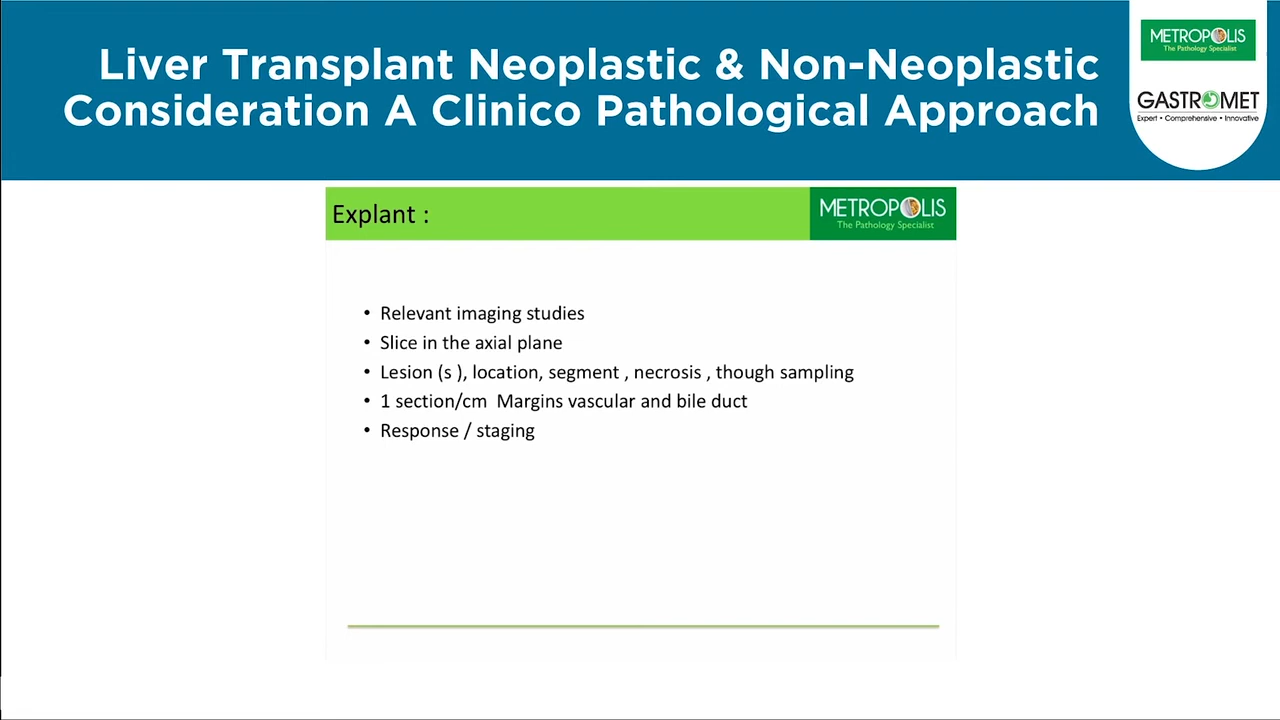 Liver Transplant Neoplastic & Non-Neoplastic
Consideration A Clinico Pathological Approach
METROPOLIS
The Pathology Specialist
GASTROMET
Expert • Comprehensive • Innovative
Explant :
METROPOLIS
The Pathology Specialist
• Relevant imaging studies
• Slice in the axial plane
• Lesion (s ), location, segment , necrosis , though sampling
• 1 section/cm Margins vascular and bile duct
• Response / staging